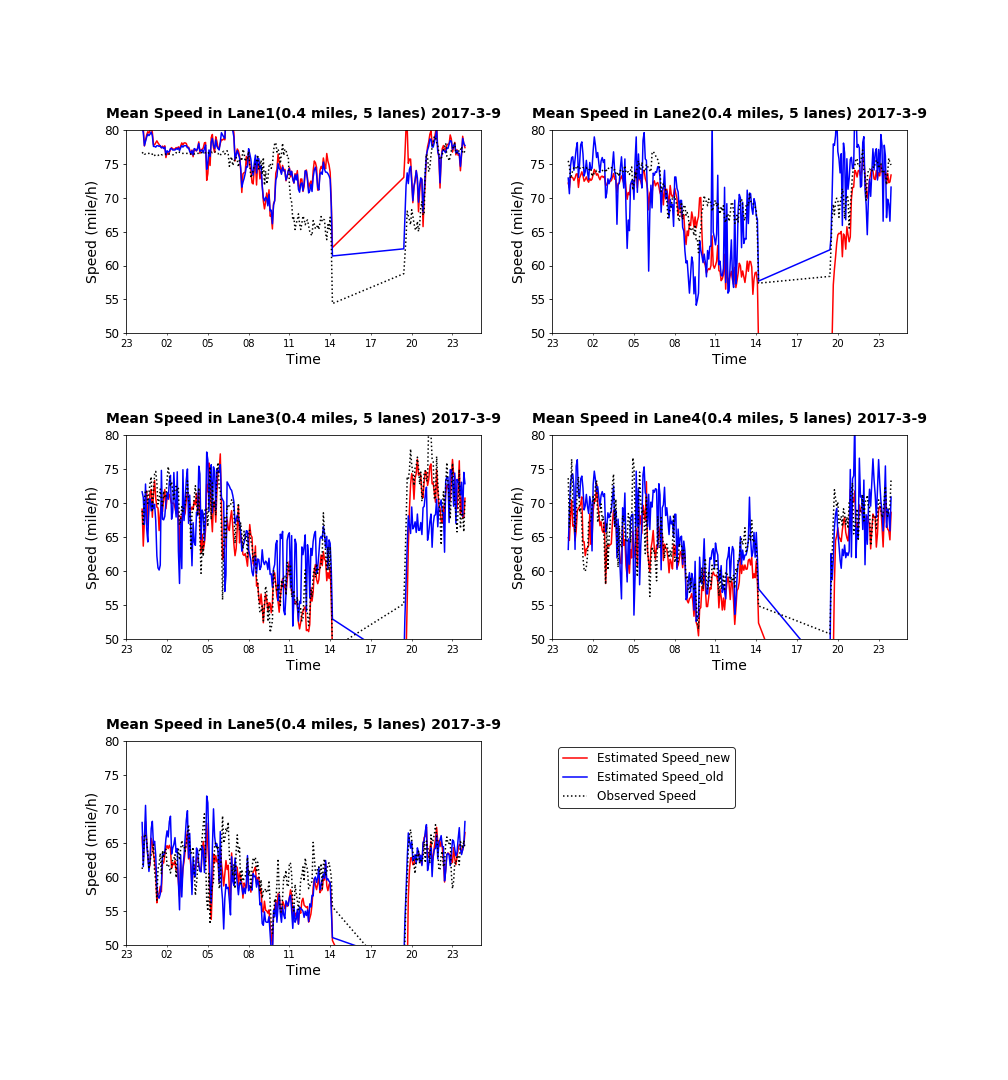 Mean Speed in Lane1(0.4 miles, 5 lanes) 2017-3-9
80
75
70
65
60
55
50
Speed (mile/h)
23 02 05 08 11 14 17 20 23
Time
Mean Speed in Lane2(0.4 miles, 5 lanes) 2017-3-9
80
75
70
65
60
55
50
Speed (mile/h)
23 02 05 08 11 14 17 20 23
Time
Mean Speed in Lane3(0.4 miles, 5 lanes) 2017-3-9
80
75
70
65
60
55
50
Speed (mile/h)
23 02 05 08 11 14 17 20 23
Time
Mean Speed in Lane4(0.4 miles, 5 lanes) 2017-3-9
80
75
70
65
60
55
50
Speed (mile/h)
23 02 05 08 11 14 17 20 23
Time
Mean Speed in Lane5(0.4 miles, 5 lanes) 2017-3-9
80
75
70
65
60
55
50
Speed (mile/h)
23 02 05 08 11 14 17 20 23
Time
Estimated Speed_new
Estimated Speed_old
Observed Speed